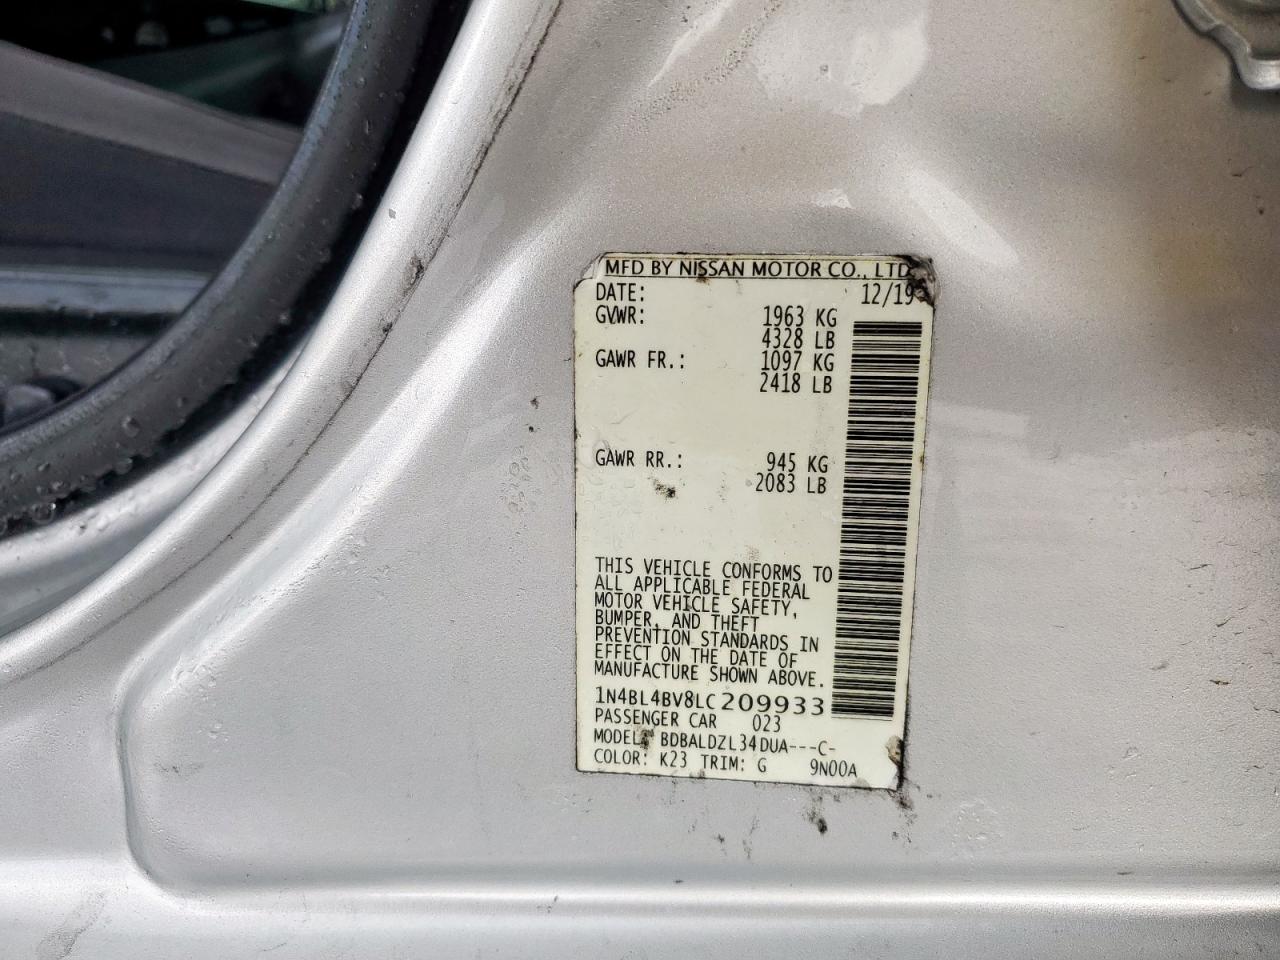 MFD BY NISSAN MOTOR CO., LTD.
DATE: 12/19
GVWR: 1963 KG
4328 LB
GAWR FR.: 1097 KG
2418 LB
GAWR RR.: 945 KG
2083 LB
THIS VEHICLE CONFORMS TO
ALL APPLICABLE FEDERAL
MOTOR VEHICLE SAFETY,
BUMPER, AND THEFT
PREVENTION STANDARDS IN
EFFECT ON THE DATE OF
MANUFACTURE SHOWN ABOVE.
1N4BL4BV8LC209933
PASSENGER CAR 023
MODEL: BDBALDZL34DUA---C-
COLOR: K23 TRIM: G 9N00A